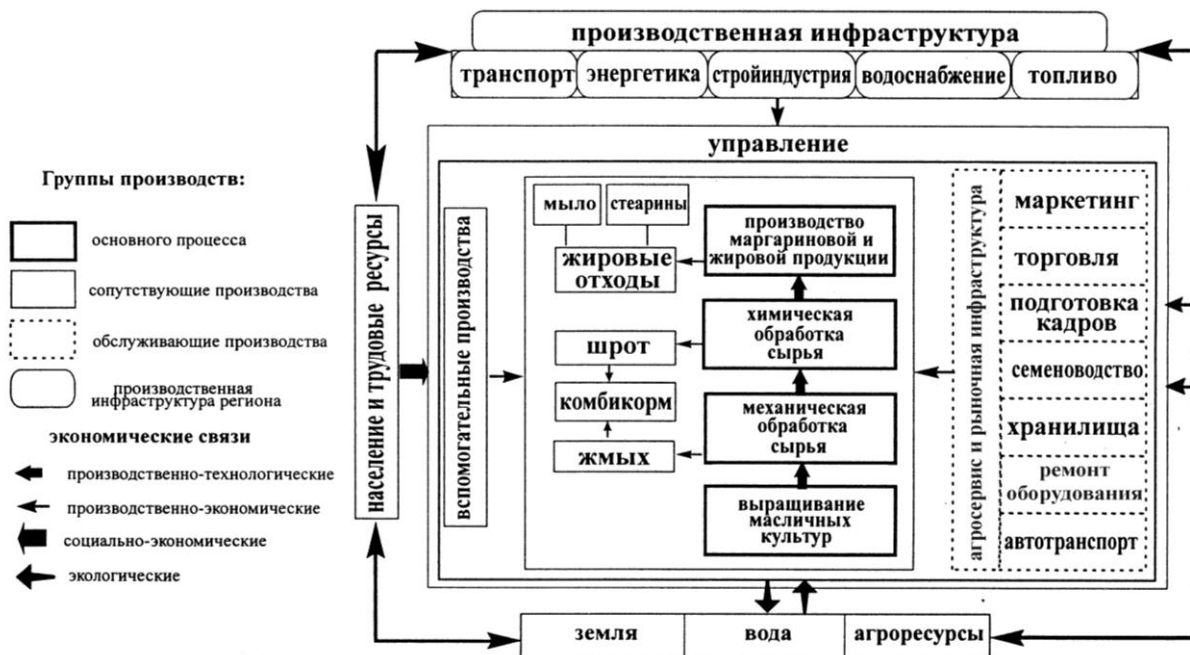 производственная инфраструктура
транспорт
энергетика
стройиндустрия
водоснабжение
топливо
управление
Группы производств:
основного процесса
сопутствующие производства
обслуживающие производства
производственная
инфраструктура региона
экономические связи
производственно-технологические
производственно-экономические
социально-экономические
экологические
население и трудовые ресурсы
вспомогательные производства
мыло
стеарины
жировые
отходы
шрот
комбикорм
жмых
производство
маргариновой и
жировой продукции
химическая
обработка
сырья
механическая
обработка
сырья
выращивание
масличных
культур
агросервис и рыночная инфраструктура
маркетинг
торговля
подготовка
кадров
семеноводство
хранилища
ремонт
оборудования
автотранспорт
земля
вода
агроресурсы